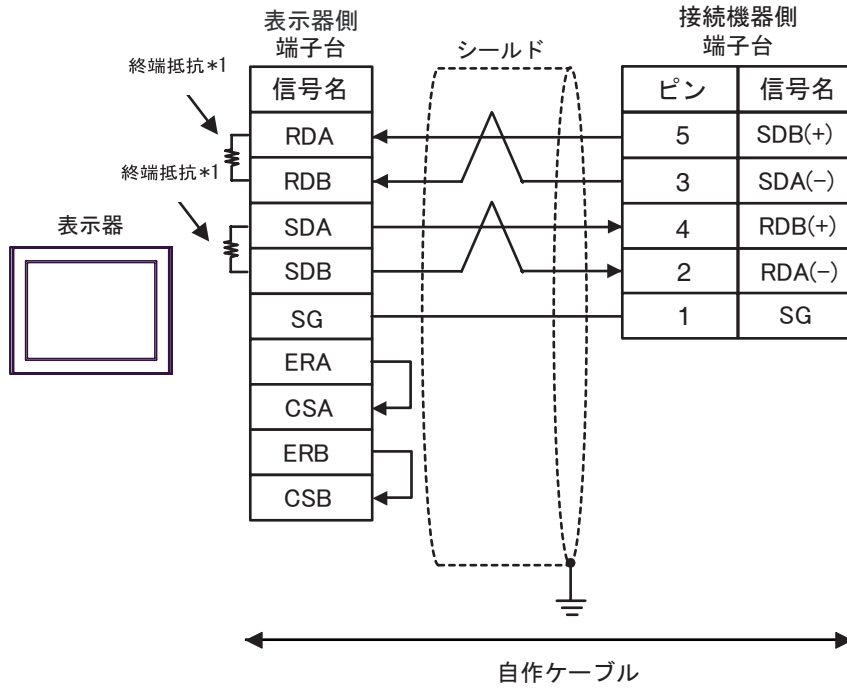 表示器側
端子台
接続機器側
端子台
シールド
終端抵抗*1
終端抵抗*1
表示器
信号名
RDA
RDB
SDA
SDB
SG
ERA
CSA
ERB
CSB
ピン 信号名
5 SDB(+)
3 SDA(−)
4 RDB(+)
2 RDA(−)
1 SG
自作ケーブル